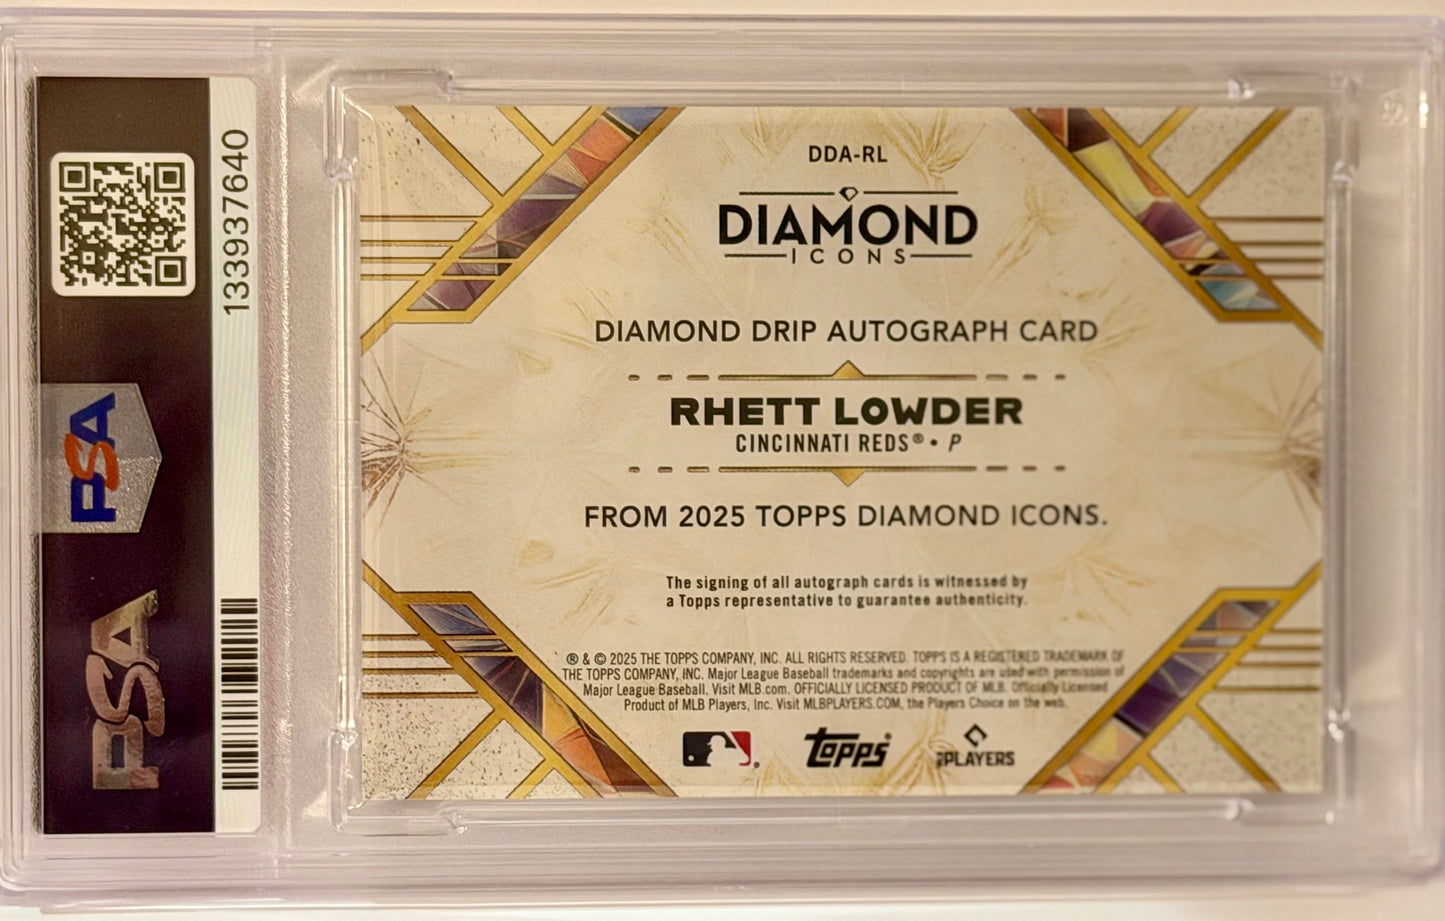 133937640
PSA
PSA
DDA-RL
DIAMOND
ICONS
DIAMOND DRIP AUTOGRAPH CARD
RHETT LOWDER
CINCINNATI REDS® • P
FROM 2025 TOPPS DIAMOND ICONS.
The signing of all autograph cards is witnessed by
a Topps representative to guarantee authenticity.
® & © 2025 THE TOPPS COMPANY, INC. ALL RIGHTS RESERVED. TOPPS IS A REGISTERED TRADEMARK OF
THE TOPPS COMPANY, INC. Major League Baseball trademarks and copyrights are used with permission of
Major League Baseball. Visit MLB.com. OFFICIALLY LICENSED PRODUCT OF MLB. Officially Licensed
Product of MLB Players, Inc. Visit MLBPLAYERS.COM, the Players Choice on the web.
topps®
MLBPLAYERS